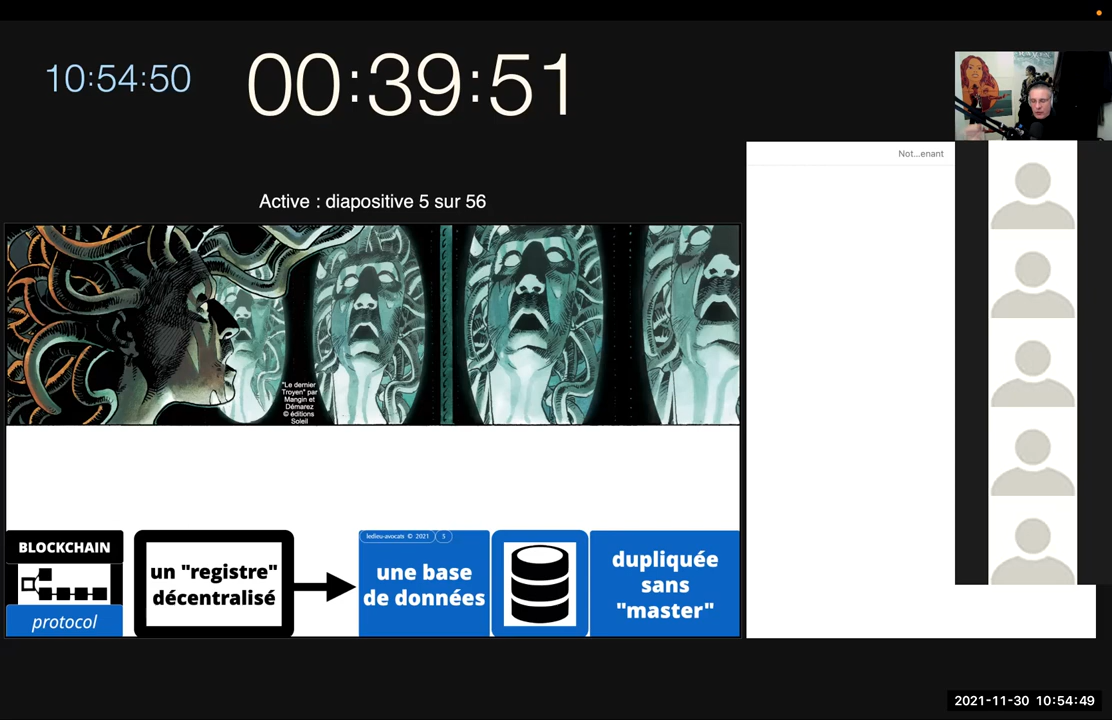 10:54:50
00:39:51
Not...enant
Active : diapositive 5 sur 56
"Le dernier
Troyen" par
Mangin et
Démarez
© éditions
Soleil
BLOCKCHAIN
protocol
un "registre"
décentralisé
ledieu-avocats © 2021 5
une base
de données
dupliquée
sans
"master"
2021-11-30 10:54:49